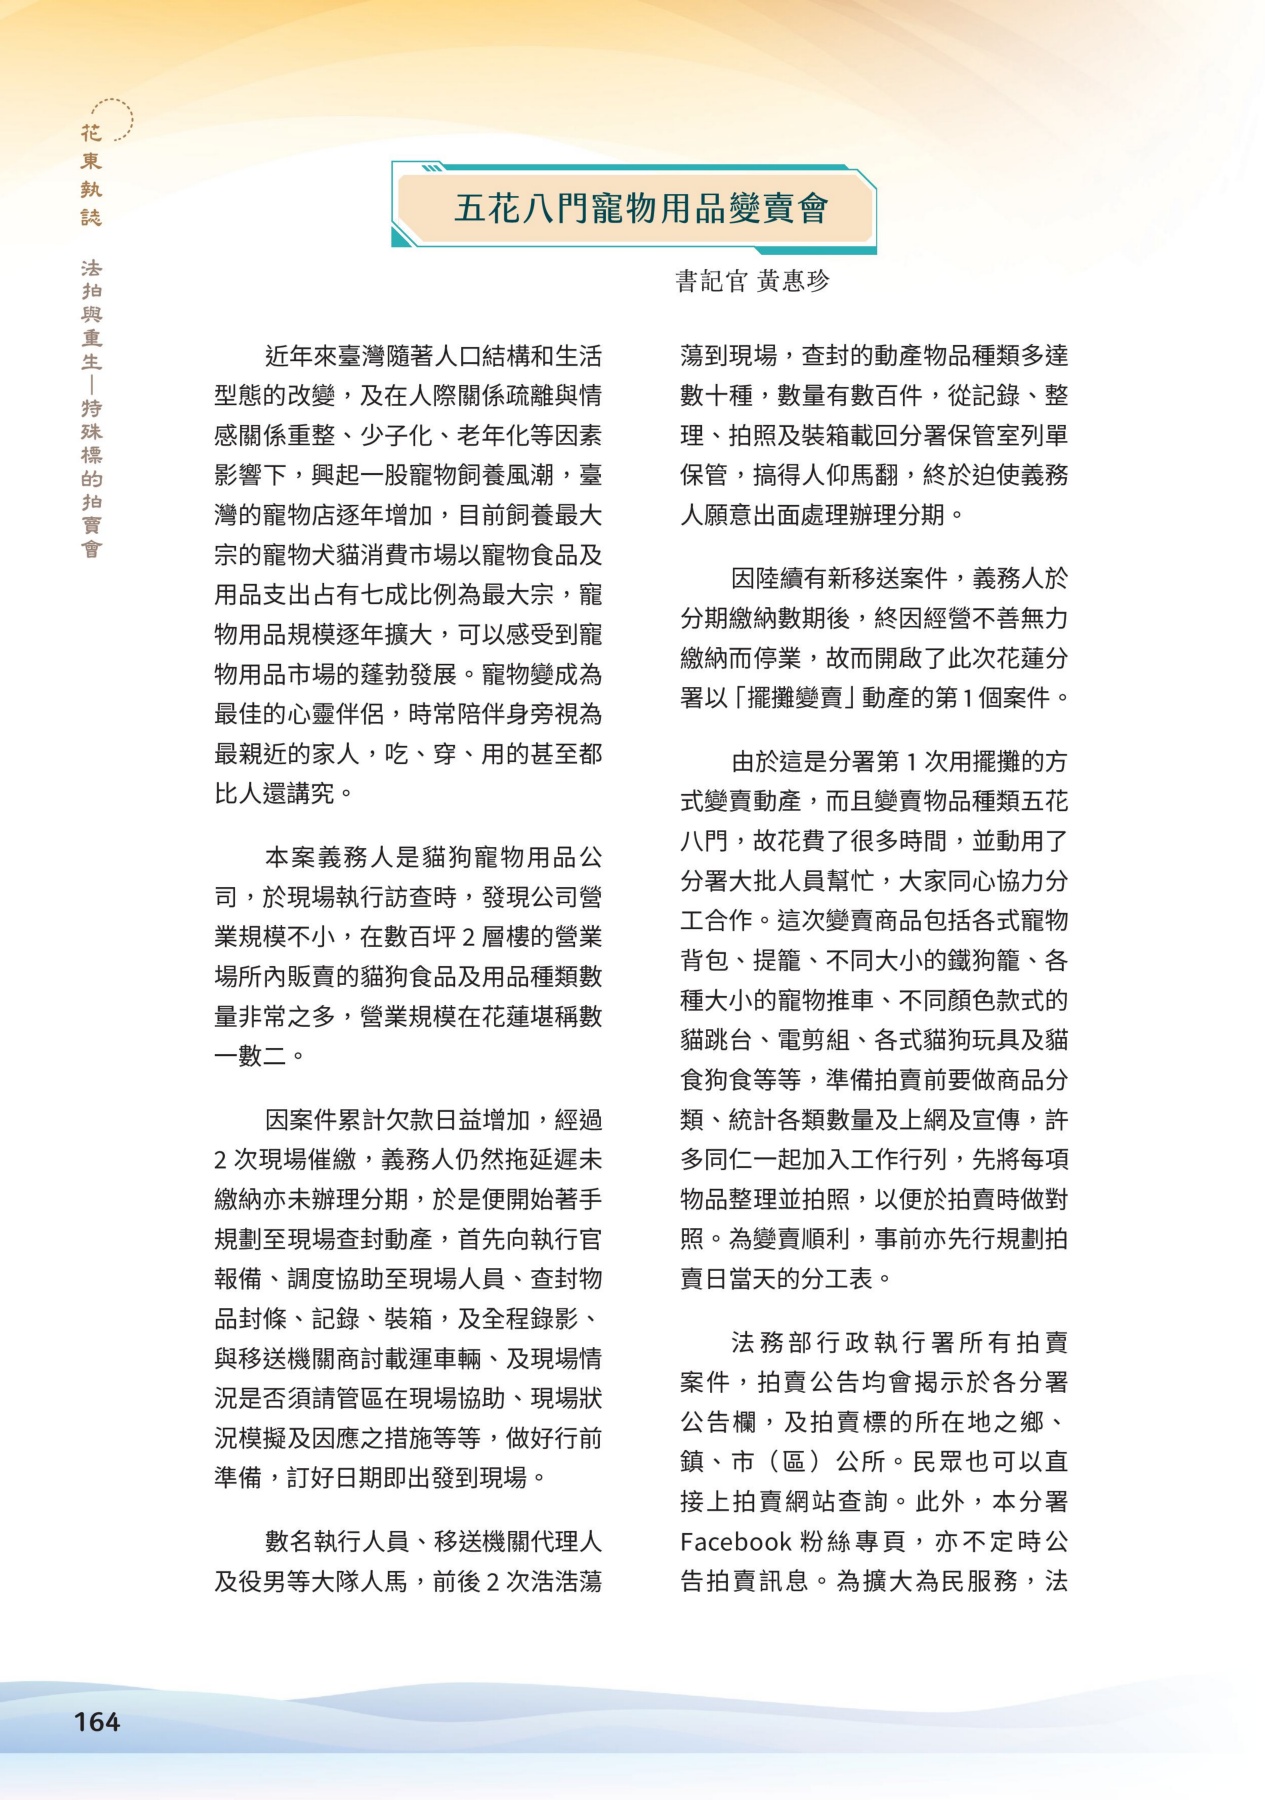 花東執誌 法拍與重生—特殊標的拍賣會
五花八門寵物用品變賣會
書記官 黃惠珍
近年來臺灣隨著人口結構和生活
型態的改變，及在人際關係疏離與情
感關係重整、少子化、老年化等因素
影響下，興起一股寵物飼養風潮，臺
灣的寵物店逐年增加，目前飼養最大
宗的寵物犬貓消費市場以寵物食品及
用品支出占有七成比例為最大宗，寵
物用品規模逐年擴大，可以感受到寵
物用品市場的蓬勃發展。寵物變成為
最佳的心靈伴侶，時常陪伴身旁視為
最親近的家人，吃、穿、用的甚至都
比人還講究。
本案義務人是貓狗寵物用品公
司，於現場執行訪查時，發現公司營
業規模不小，在數百坪 2 層樓的營業
場所內販賣的貓狗食品及用品種類數
量非常之多，營業規模在花蓮堪稱數
一數二。
因案件累計欠款日益增加，經過
2 次現場催繳，義務人仍然拖延遲未
繳納亦未辦理分期，於是便開始著手
規劃至現場查封動產，首先向執行官
報備、調度協助至現場人員、查封物
品封條、記錄、裝箱，及全程錄影、
與移送機關商討載運車輛、及現場情
況是否須請管區在現場協助、現場狀
況模擬及因應之措施等等，做好行前
準備，訂好日期即出發到現場。
數名執行人員、移送機關代理人
及役男等大隊人馬，前後 2 次浩浩蕩
蕩到現場，查封的動產物品種類多達
數十種，數量有數百件，從記錄、整
理、拍照及裝箱載回分署保管室列單
保管，搞得人仰馬翻，終於迫使義務
人願意出面處理辦理分期。
因陸續有新移送案件，義務人於
分期繳納數期後，終因經營不善無力
繳納而停業，故而開啟了此次花蓮分
署以「擺攤變賣」動產的第 1 個案件。
由於這是分署第 1 次用擺攤的方
式變賣動產，而且變賣物品種類五花
八門，故花費了很多時間，並動用了
分署大批人員幫忙，大家同心協力分
工合作。這次變賣商品包括各式寵物
背包、提籠、不同大小的鐵狗籠、各
種大小的寵物推車、不同顏色款式的
貓跳台、電剪組、各式貓狗玩具及貓
食狗食等等，準備拍賣前要做商品分
類、統計各類數量及上網及宣傳，許
多同仁一起加入工作行列，先將每項
物品整理並拍照，以便於拍賣時做對
照。為變賣順利，事前亦先行規劃拍
賣日當天的分工表。
法務部行政執行署所有拍賣
案件，拍賣公告均會揭示於各分署
公告欄，及拍賣標的所在地之鄉、
鎮、市（區）公所。民眾也可以直
接上拍賣網站查詢。此外，本分署
Facebook 粉絲專頁，亦不定時公
告拍賣訊息。為擴大為民服務，法
164